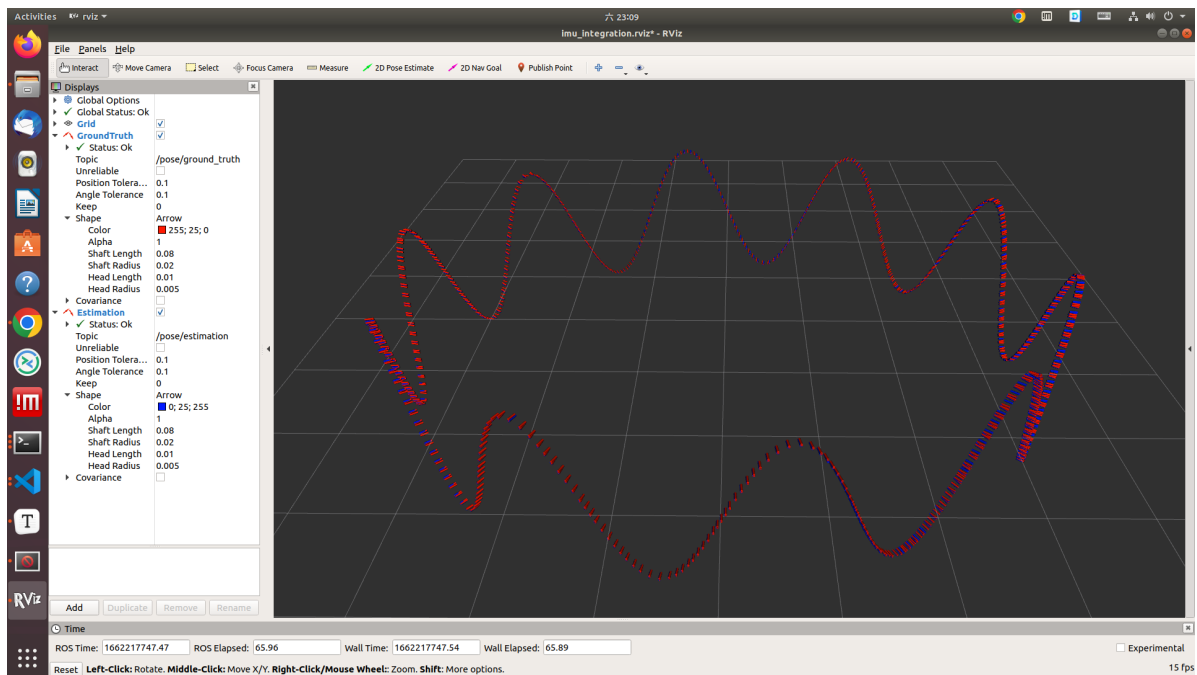 Activities RViz rviz 六 23:09
imu_integration.rviz* - RViz
File Panels Help
Interact Move Camera Select Focus Camera Measure 2D Pose Estimate 2D Nav Goal Publish Point
Displays
Global Options
Global Status: Ok
Grid
GroundTruth
Status: Ok
Topic /pose/ground_truth
Unreliable
Position Tolera... 0.1
Angle Tolerance 0.1
Keep 0
Shape Arrow
Color 255; 25; 0
Alpha 1
Shaft Length 0.08
Shaft Radius 0.02
Head Length 0.01
Head Radius 0.005
Covariance
Estimation
Status: Ok
Topic /pose/estimation
Unreliable
Position Tolera... 0.1
Angle Tolerance 0.1
Keep 0
Shape Arrow
Color 0; 25; 255
Alpha 1
Shaft Length 0.08
Shaft Radius 0.02
Head Length 0.01
Head Radius 0.005
Covariance
Add Duplicate Remove Rename
RViz
Time
ROS Time: 1662217747.47 ROS Elapsed: 65.96 Wall Time: 1662217747.54 Wall Elapsed: 65.89 Experimental
Reset Left-Click: Rotate. Middle-Click: Move X/Y. Right-Click/Mouse Wheel:: Zoom. Shift: More options. 15 fps